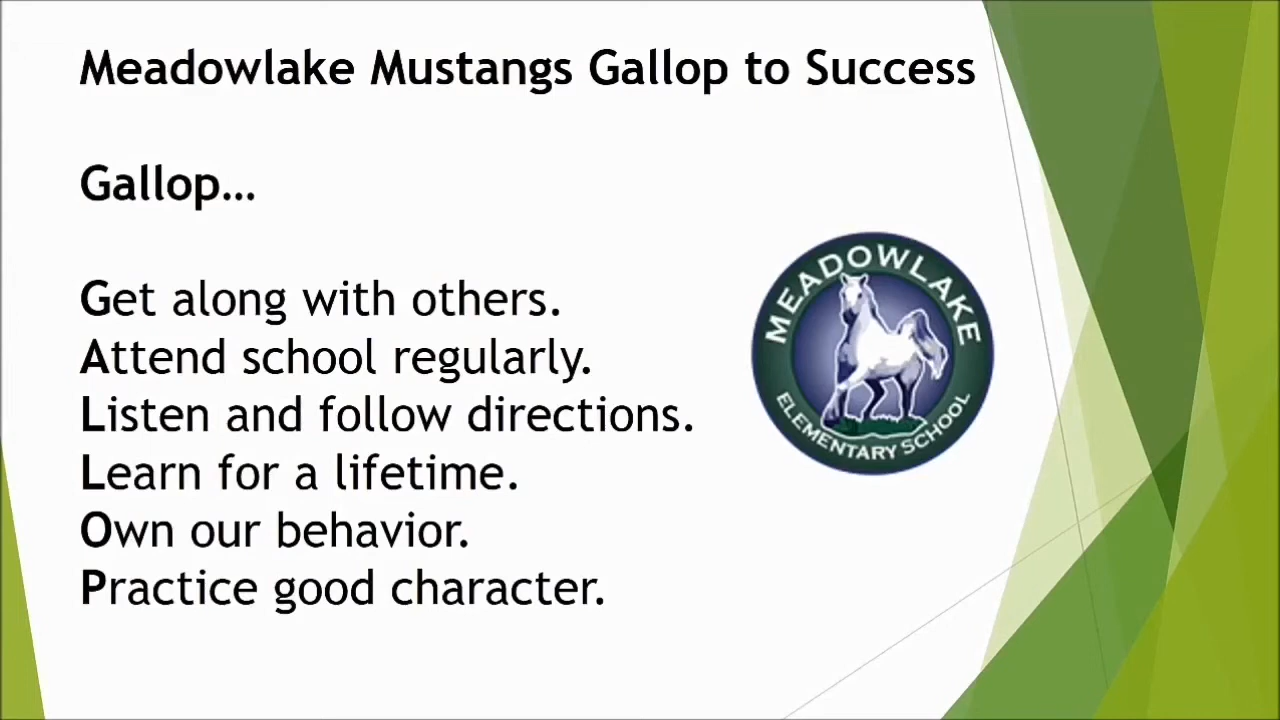 Meadowlake Mustangs Gallop to Success
Gallop…
Get along with others.
Attend school regularly.
Listen and follow directions.
Learn for a lifetime.
Own our behavior.
Practice good character.
MEADOWLAKE
ELEMENTARY SCHOOL